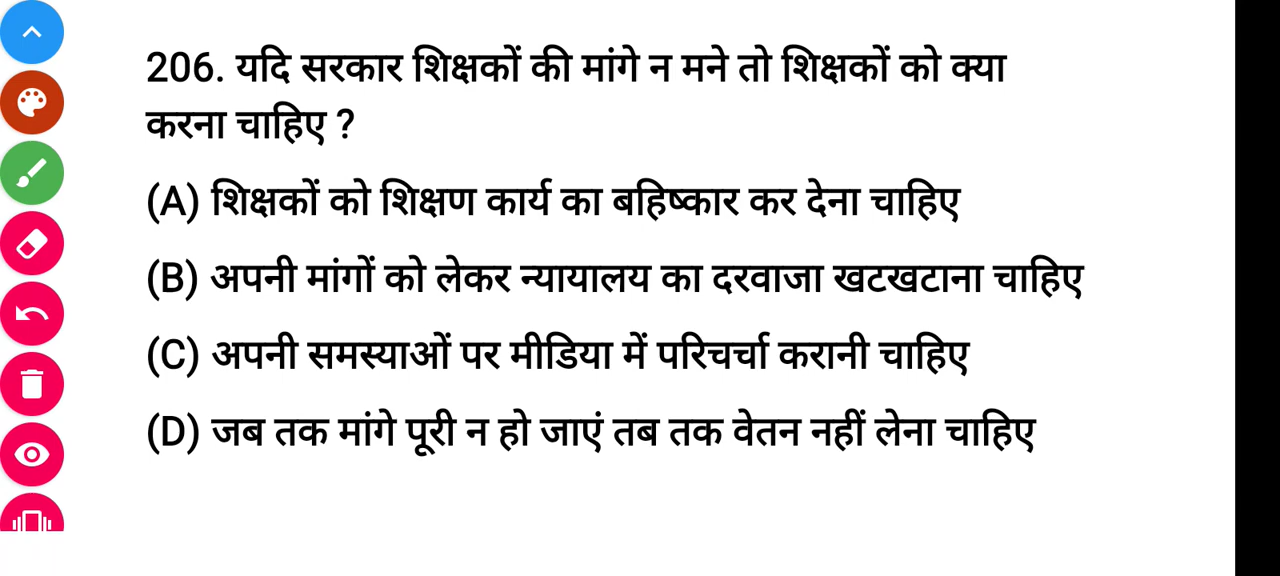 206. यदि सरकार शिक्षकों की मांगे न मने तो शिक्षकों को क्या
करना चाहिए ?
(A) शिक्षकों को शिक्षण कार्य का बहिष्कार कर देना चाहिए
(B) अपनी मांगों को लेकर न्यायालय का दरवाजा खटखटाना चाहिए
(C) अपनी समस्याओं पर मीडिया में परिचर्चा करानी चाहिए
(D) जब तक मांगे पूरी न हो जाएं तब तक वेतन नहीं लेना चाहिए